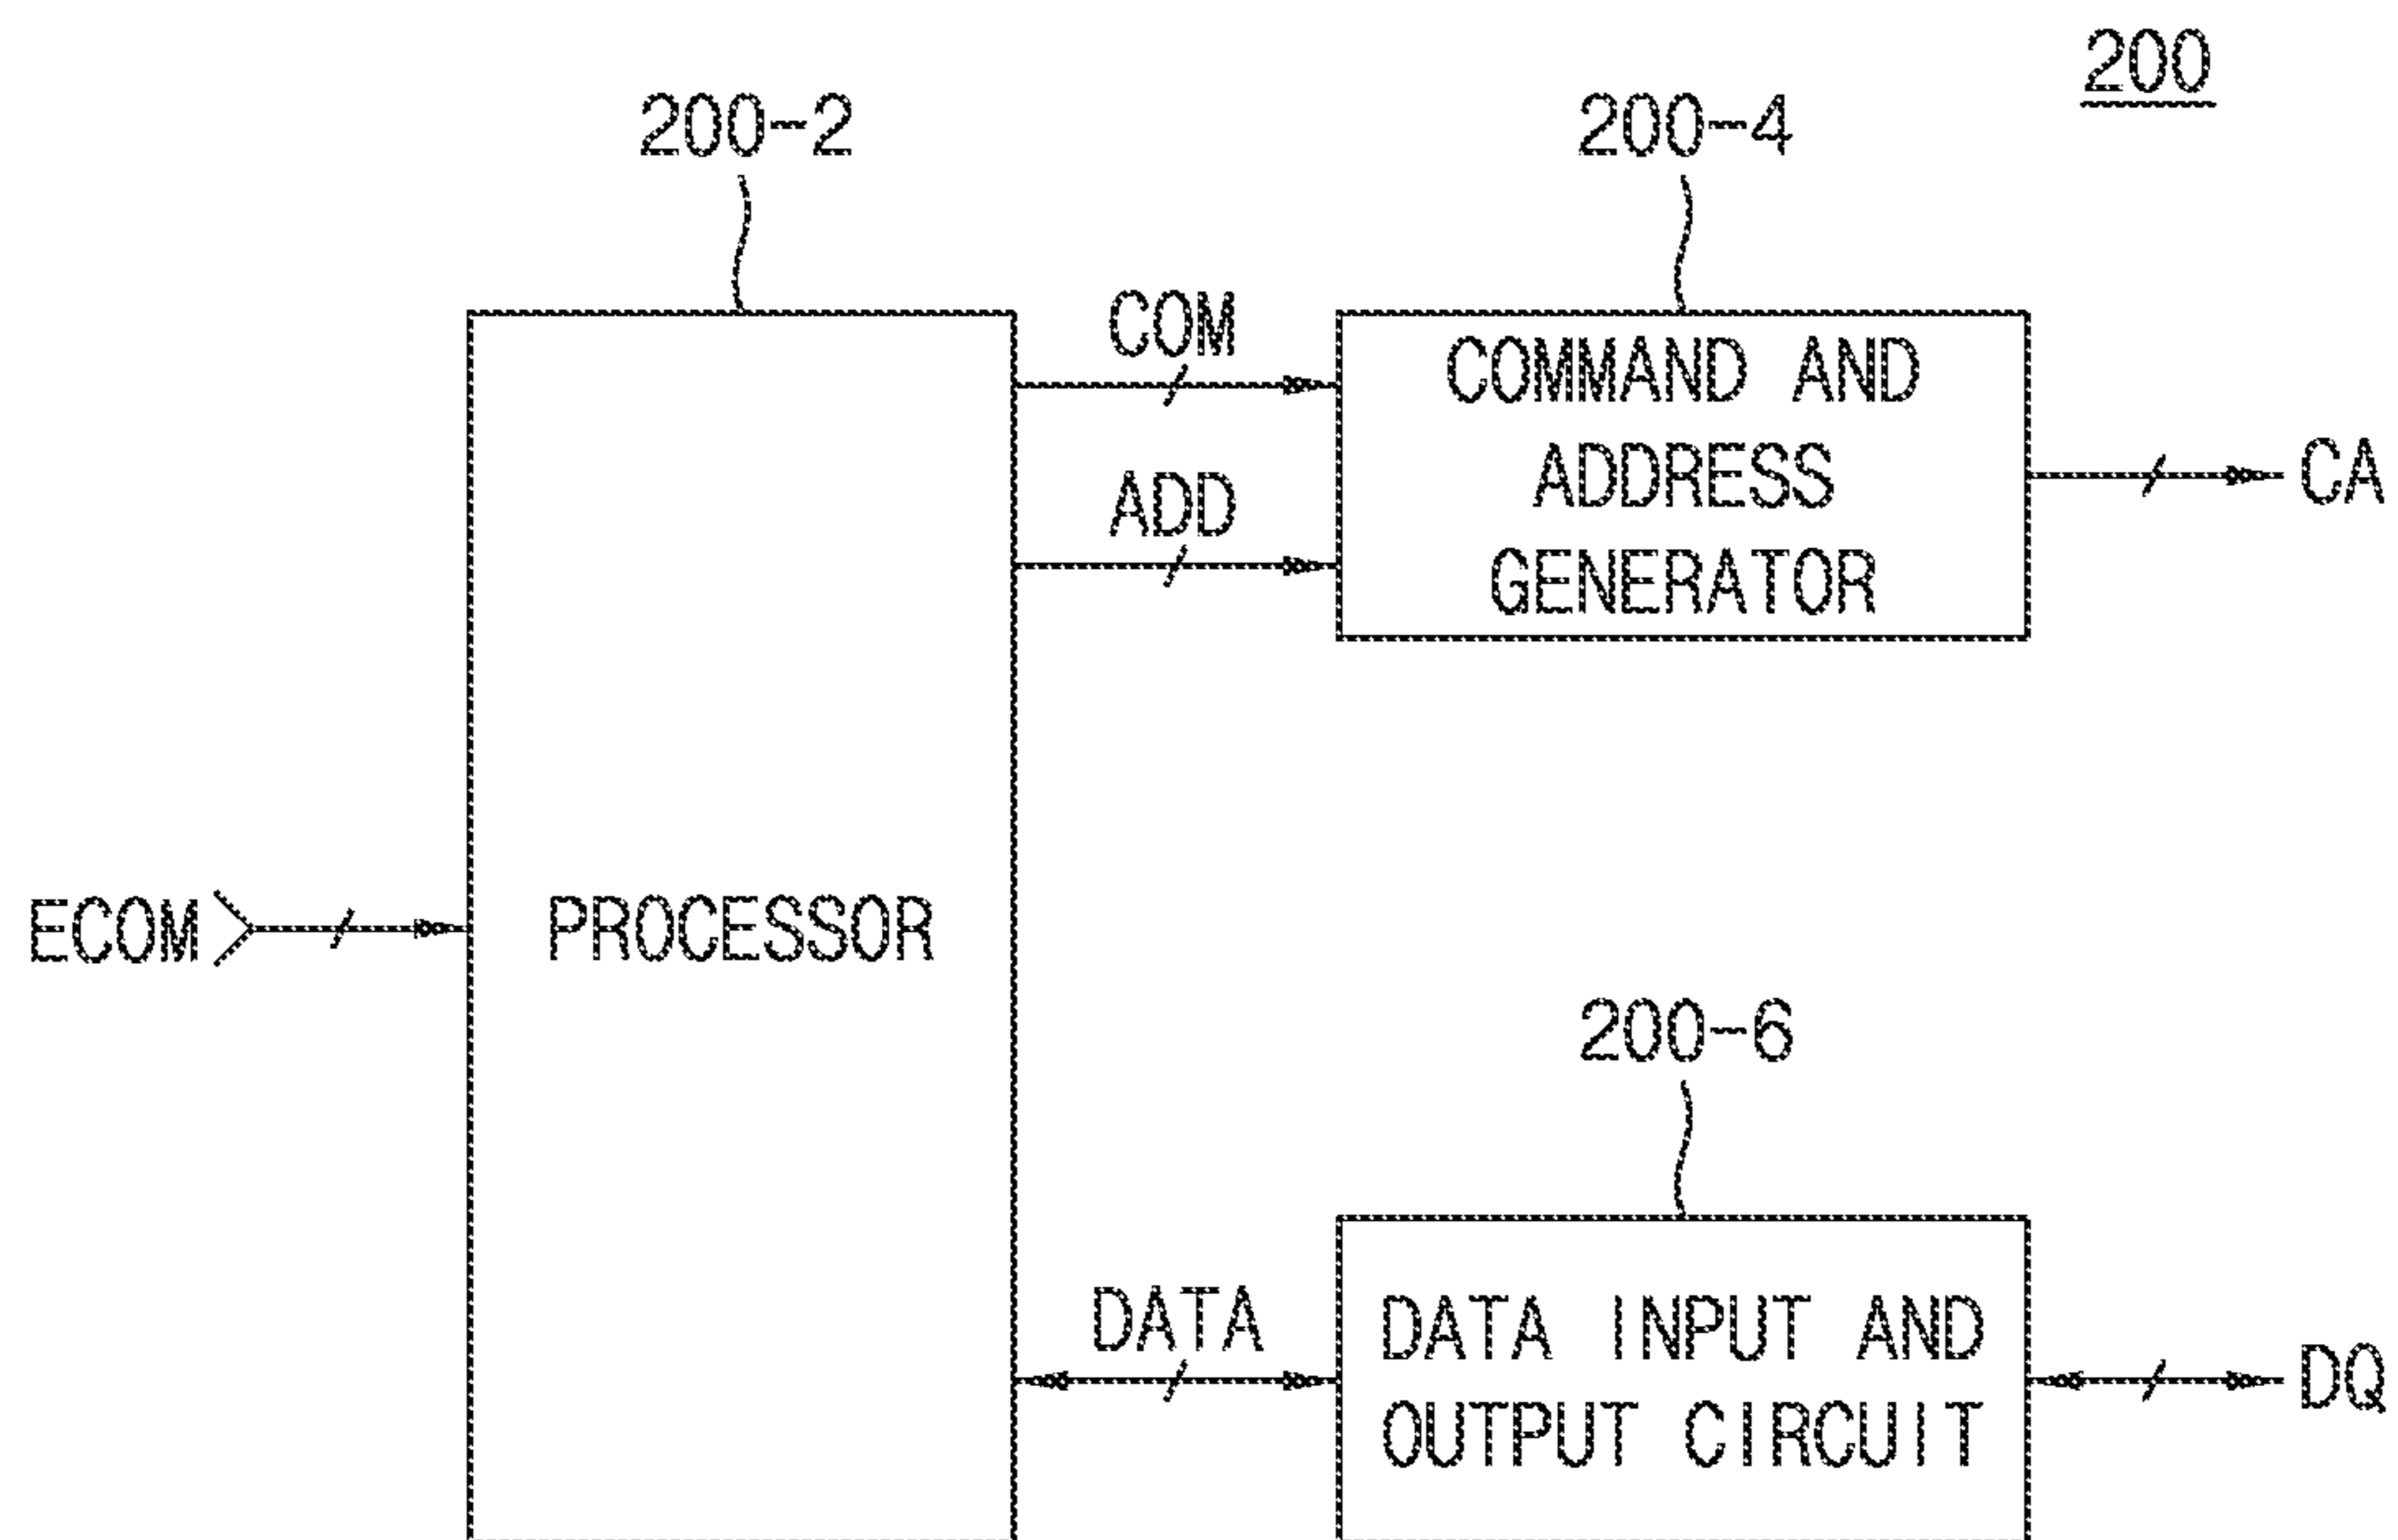 200
200-2
200-4
COM
COMMAND AND
ADDRESS
GENERATOR
ADD
CA
ECOM
PROCESSOR
200-6
DATA
DATA INPUT AND
OUTPUT CIRCUIT
DQ